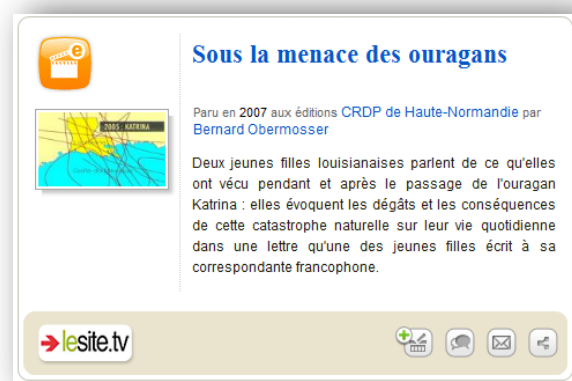 Sous la menace des ouragans
Paru en 2007 aux éditions CRDP de Haute-Normandie par
Bernard Obermosser
2005 : KATRINA
Deux jeunes filles louisianaises parlent de ce qu'elles
ont vécu pendant et après le passage de l'ouragan
Katrina : elles évoquent les dégâts et les conséquences
de cette catastrophe naturelle sur leur vie quotidienne
dans une lettre qu'une des jeunes filles écrit à sa
correspondante francophone.
lesite.tv